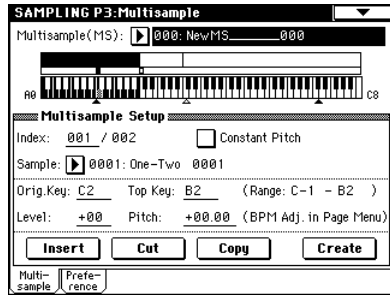 SAMPLING P3:Multisample
Multisample(MS): 000: NewMS________000
A0 C8
Multisample Setup
Index: 001 / 002 Constant Pitch
Sample: 0001: One-Two 0001
Orig.Key: C2 Top Key: B2 (Range: C-1 - B2 )
Level: +00 Pitch: +00.00 (BPM Adj. in Page Menu)
Insert Cut Copy Create
Multi- Prefe-
sample rence